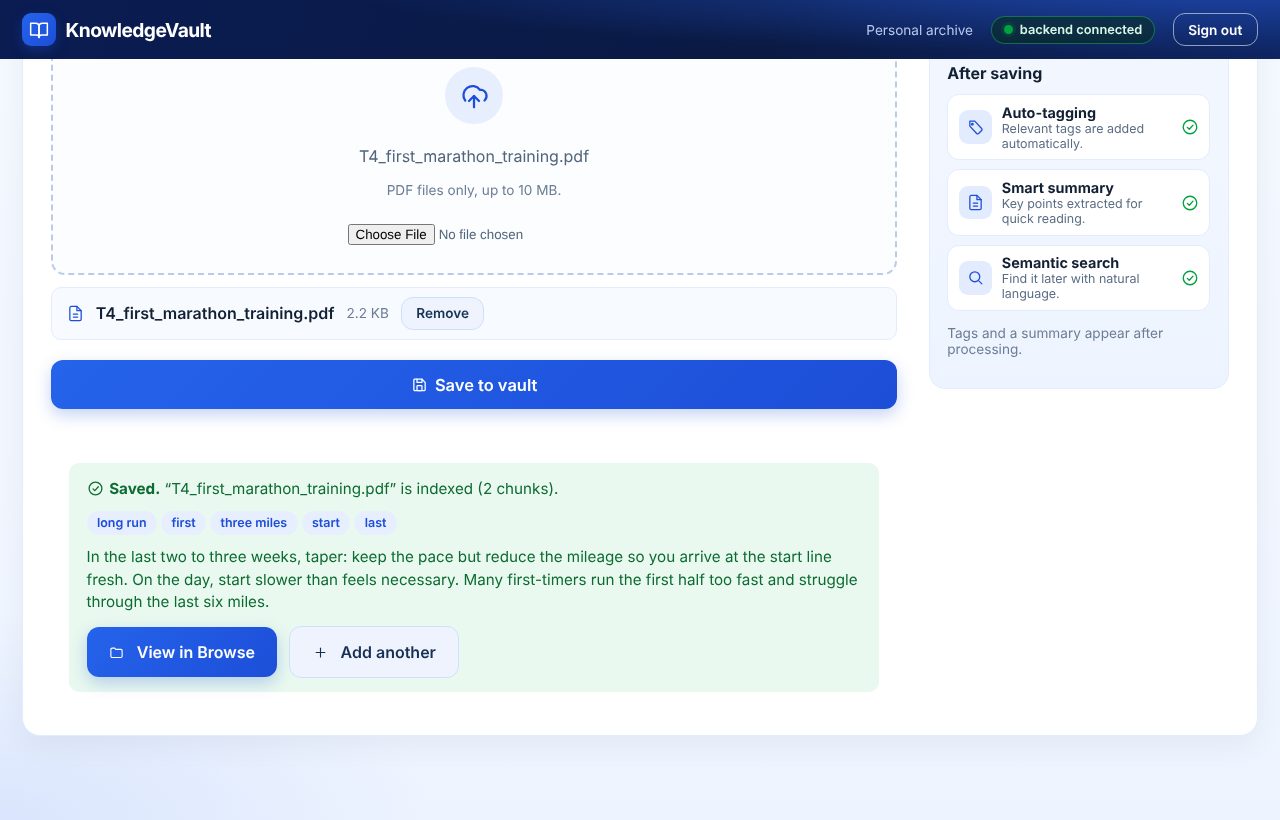 KnowledgeVault
Personal archive
backend connected
Sign out
T4_first_marathon_training.pdf
PDF files only, up to 10 MB.
Choose File No file chosen
T4_first_marathon_training.pdf 2.2 KB Remove
Save to vault
Saved. “T4_first_marathon_training.pdf” is indexed (2 chunks).
long run first three miles start last
In the last two to three weeks, taper: keep the pace but reduce the mileage so you arrive at the start line
fresh. On the day, start slower than feels necessary. Many first-timers run the first half too fast and struggle
through the last six miles.
View in Browse
Add another
After saving
Auto-tagging
Relevant tags are added
automatically.
Smart summary
Key points extracted for
quick reading.
Semantic search
Find it later with natural
language.
Tags and a summary appear after
processing.